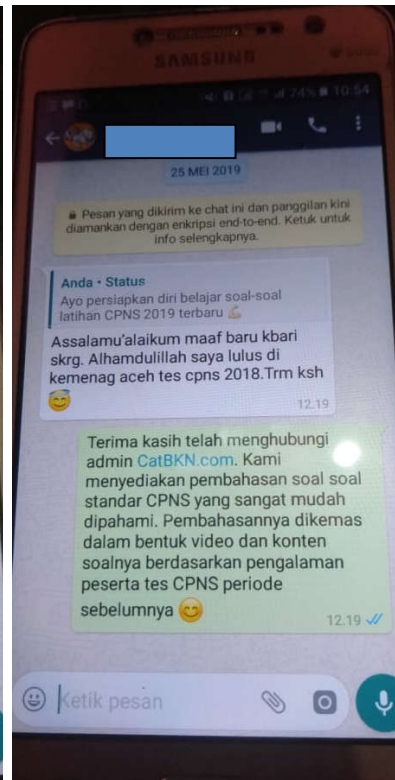 SAMSUNG
74% 10:54
25 MEI 2019
Pesan yang dikirim ke chat ini dan panggilan kini
diamankan dengan enkripsi end-to-end. Ketuk untuk
info selengkapnya.
Anda • Status
Ayo persiapkan diri belajar soal-soal
latihan CPNS 2019 terbaru 💪
Assalamu'alaikum maaf baru kbari
skrg. Alhamdulillah saya lulus di
kemenag aceh tes cpns 2018.Trm ksh
😇
12.19
Terima kasih telah menghubungi
admin CatBKN.com. Kami
menyediakan pembahasan soal soal
standar CPNS yang sangat mudah
dipahami. Pembahasannya dikemas
dalam bentuk video dan konten
soalnya berdasarkan pengalaman
peserta tes CPNS periode
sebelumnya 😊
12.19
Ketik pesan